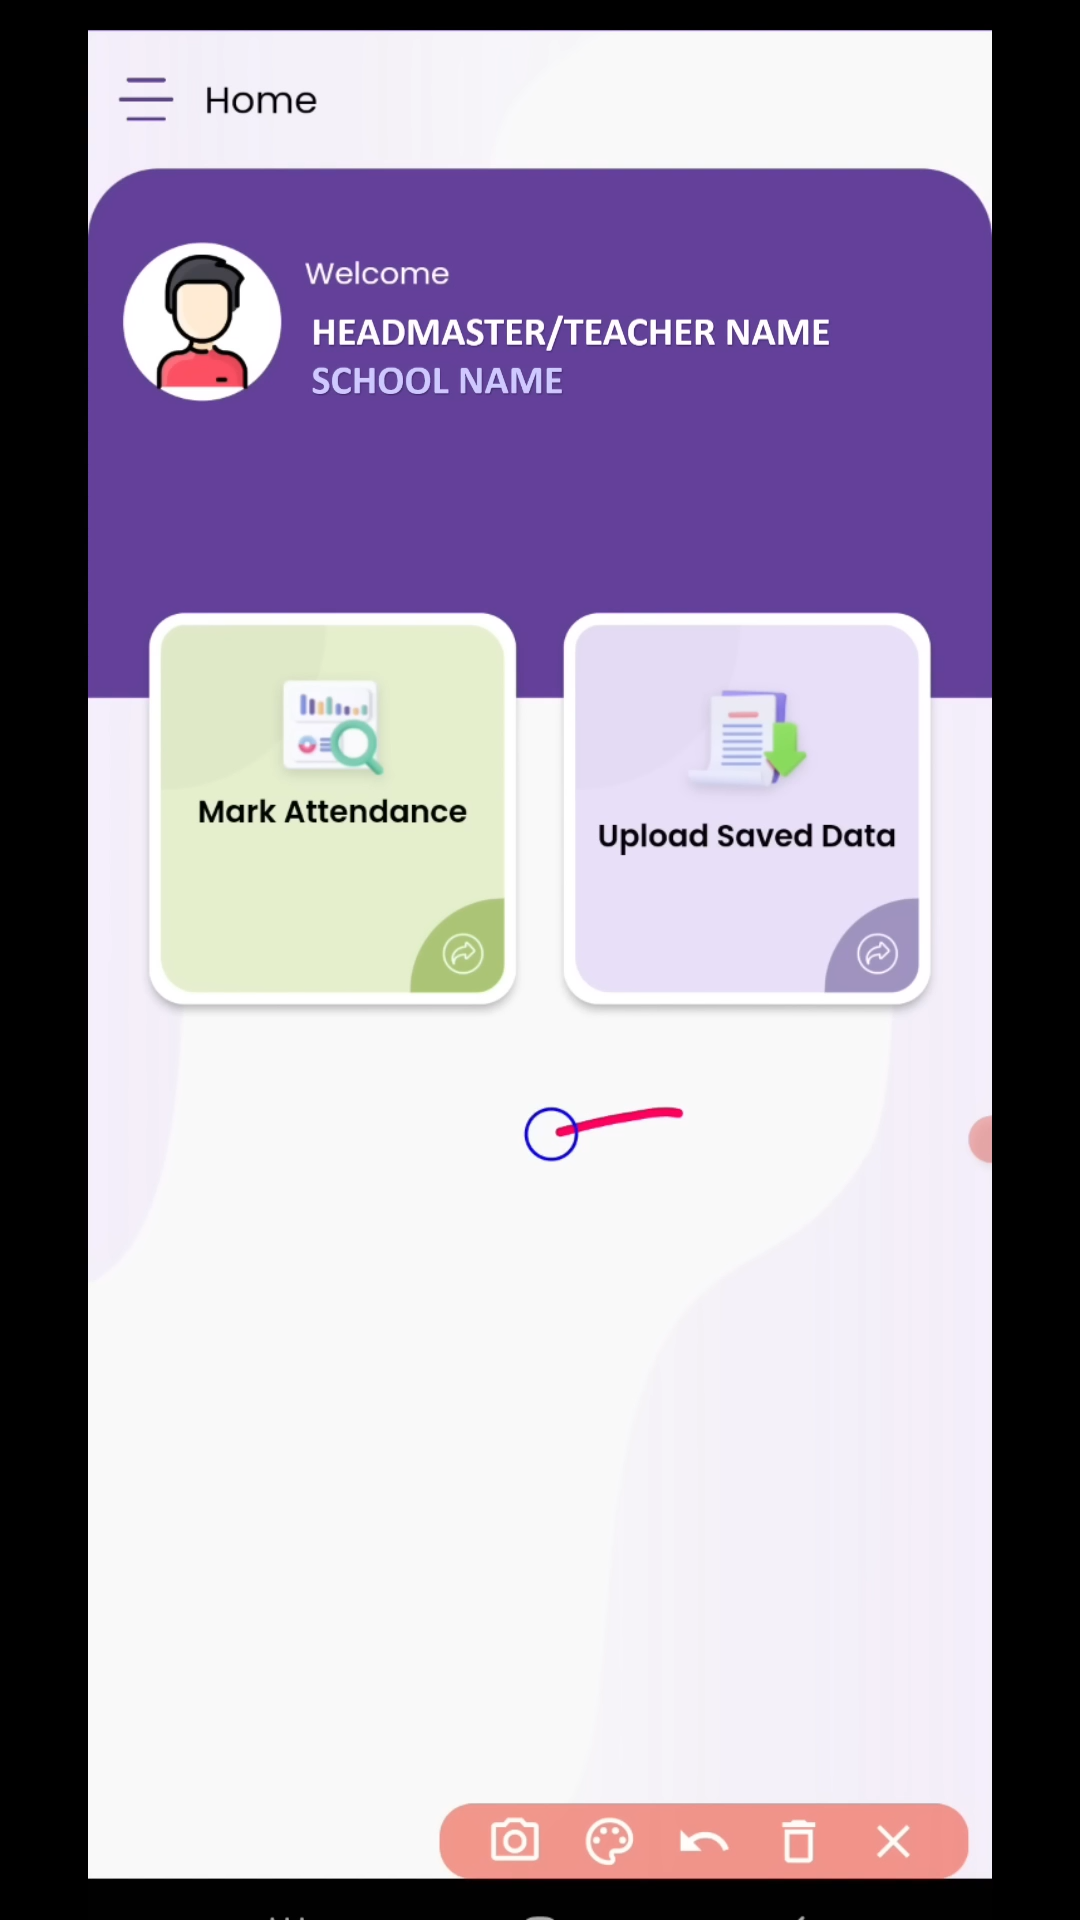 Home
Welcome
HEADMASTER/TEACHER NAME
SCHOOL NAME
Mark Attendance
Upload Saved Data